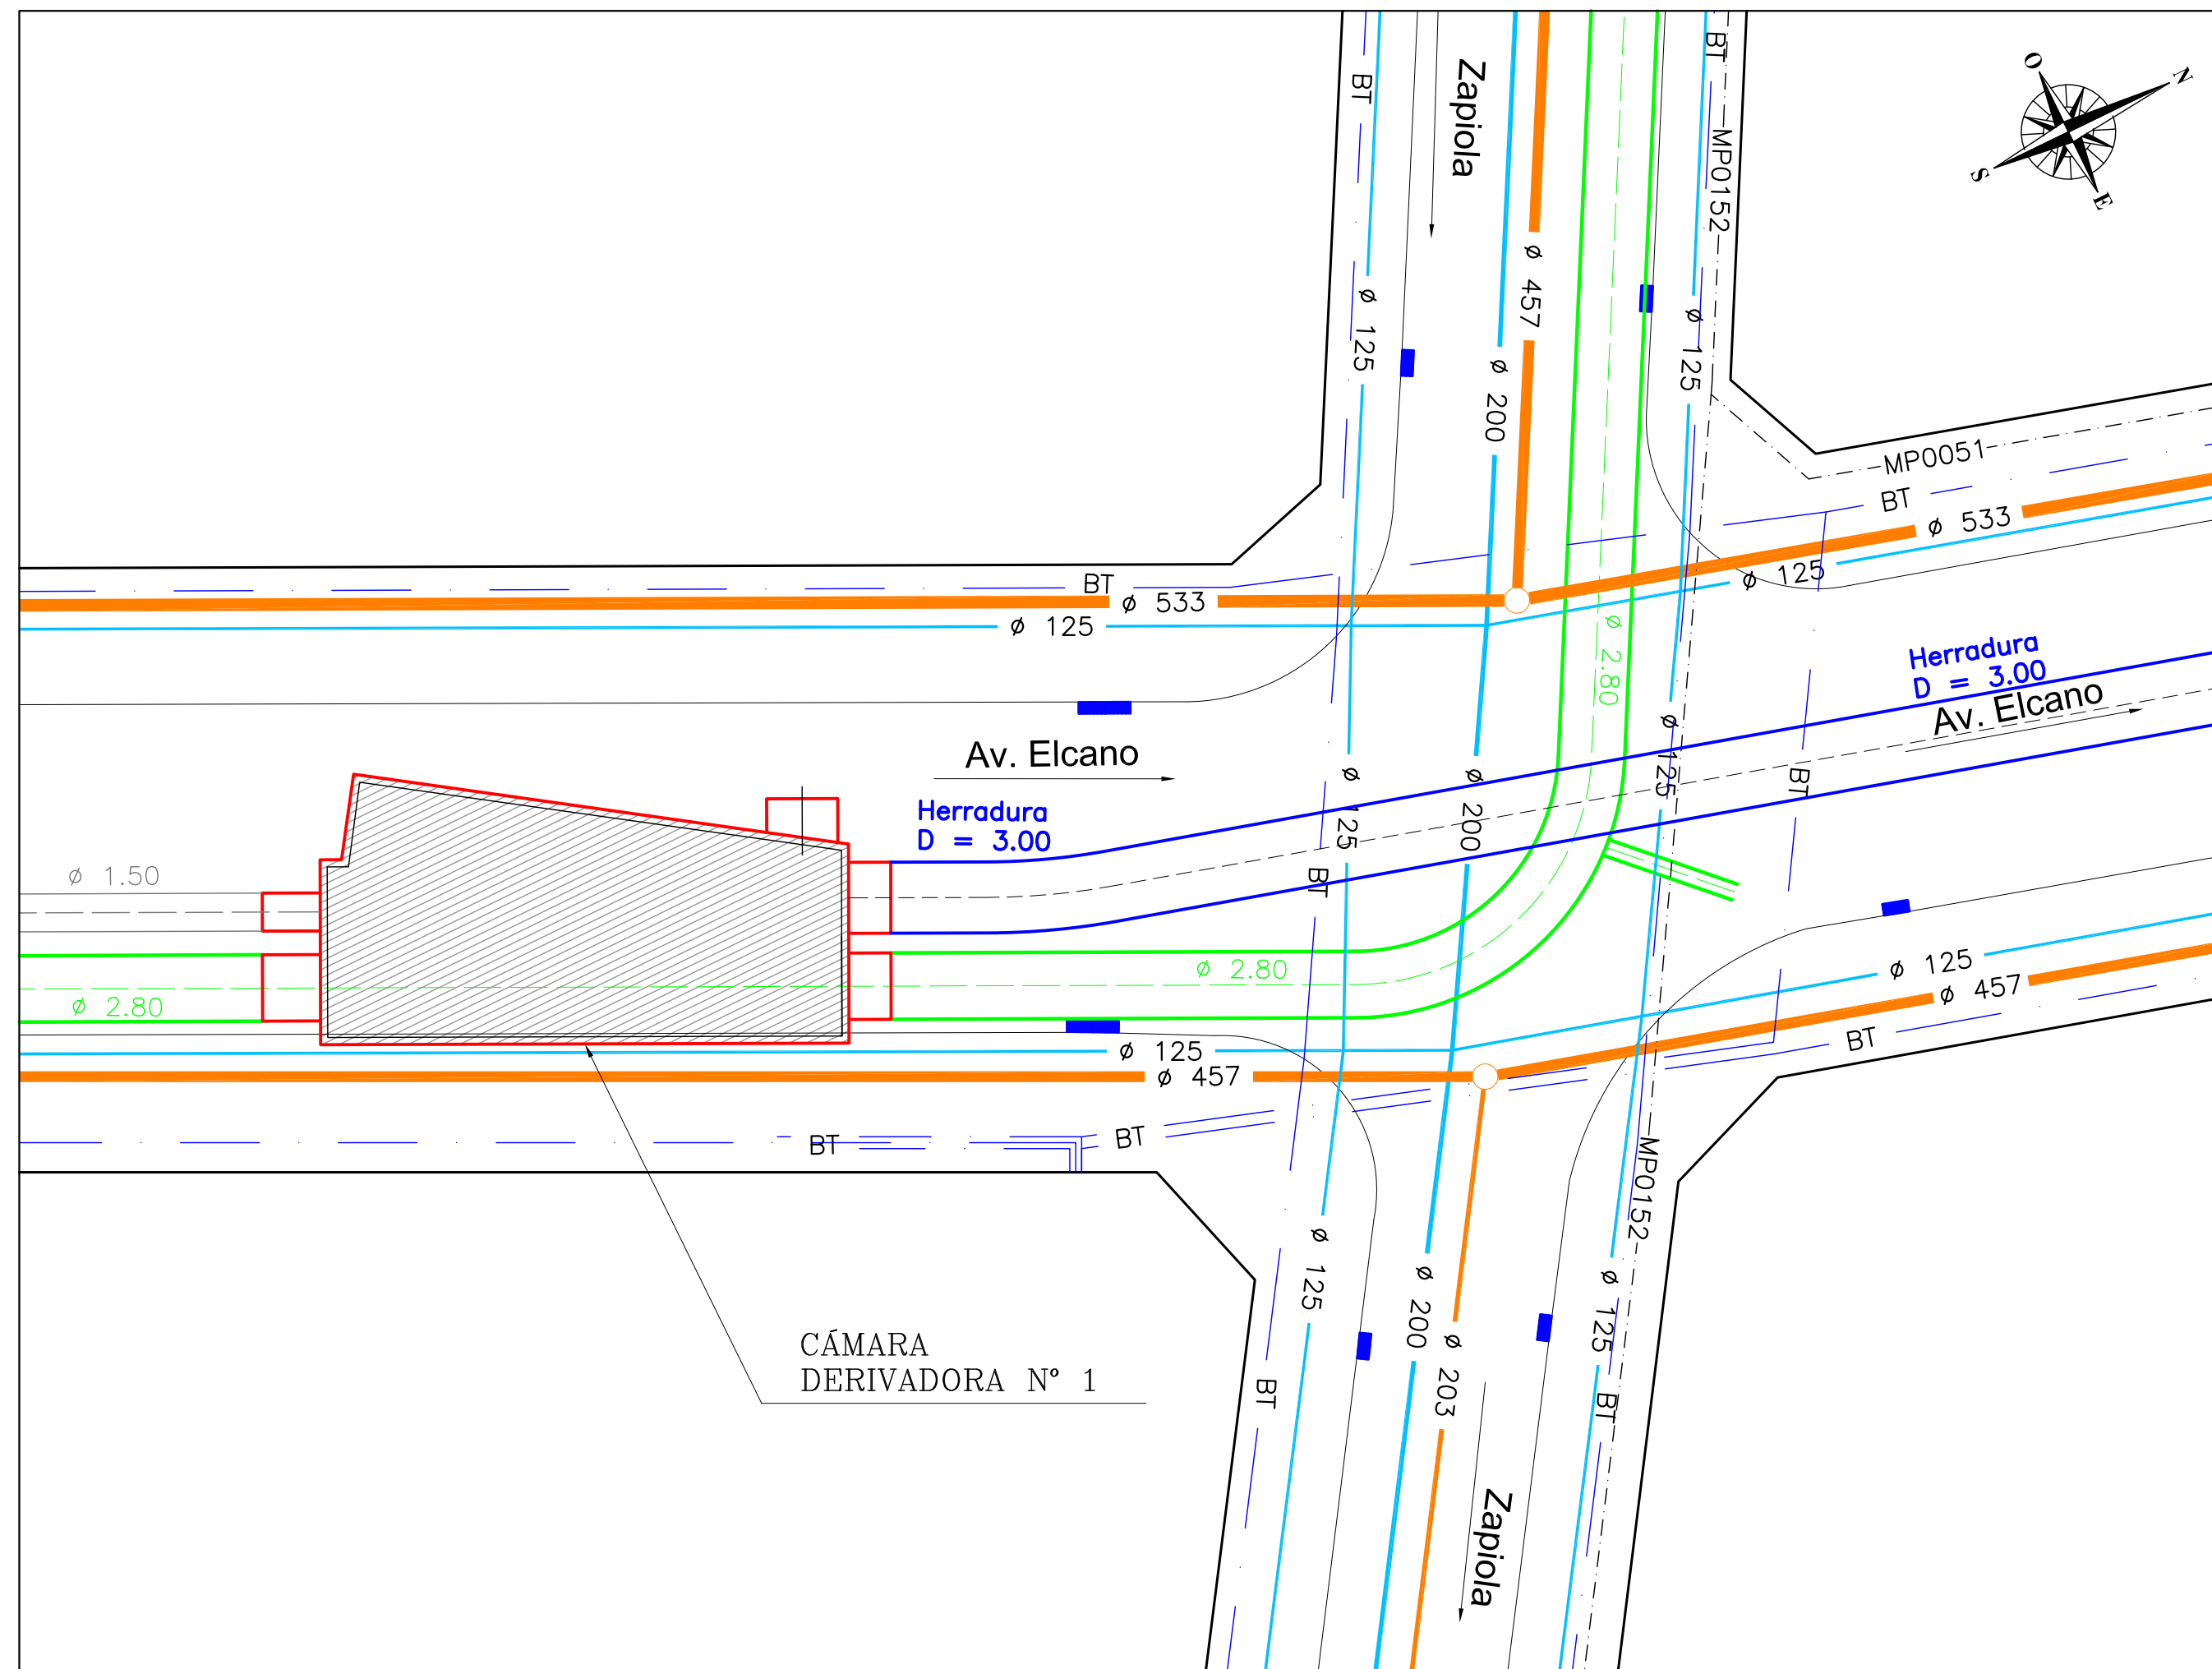 BT
BT
Zapiola
O
N
S
E
MP0152
ø 457
ø 125
ø 125
ø 200
MP0051
BT
ø 533
BT
ø 533
ø 125
ø 125
ø 2.80
Herradura
D = 3.00
Av. Elcano
Av. Elcano
ø 125
ø 125
ø 200
BT
Herradura
D = 3.00
BT
ø 1.50
ø 2.80
ø 2.80
ø 125
ø 457
ø 125
ø 457
BT
BT
BT
MP0152
ø 125
ø 200
ø 125
ø 203
CÁMARA
DERIVADORA Nº 1
BT
BT
Zapiola